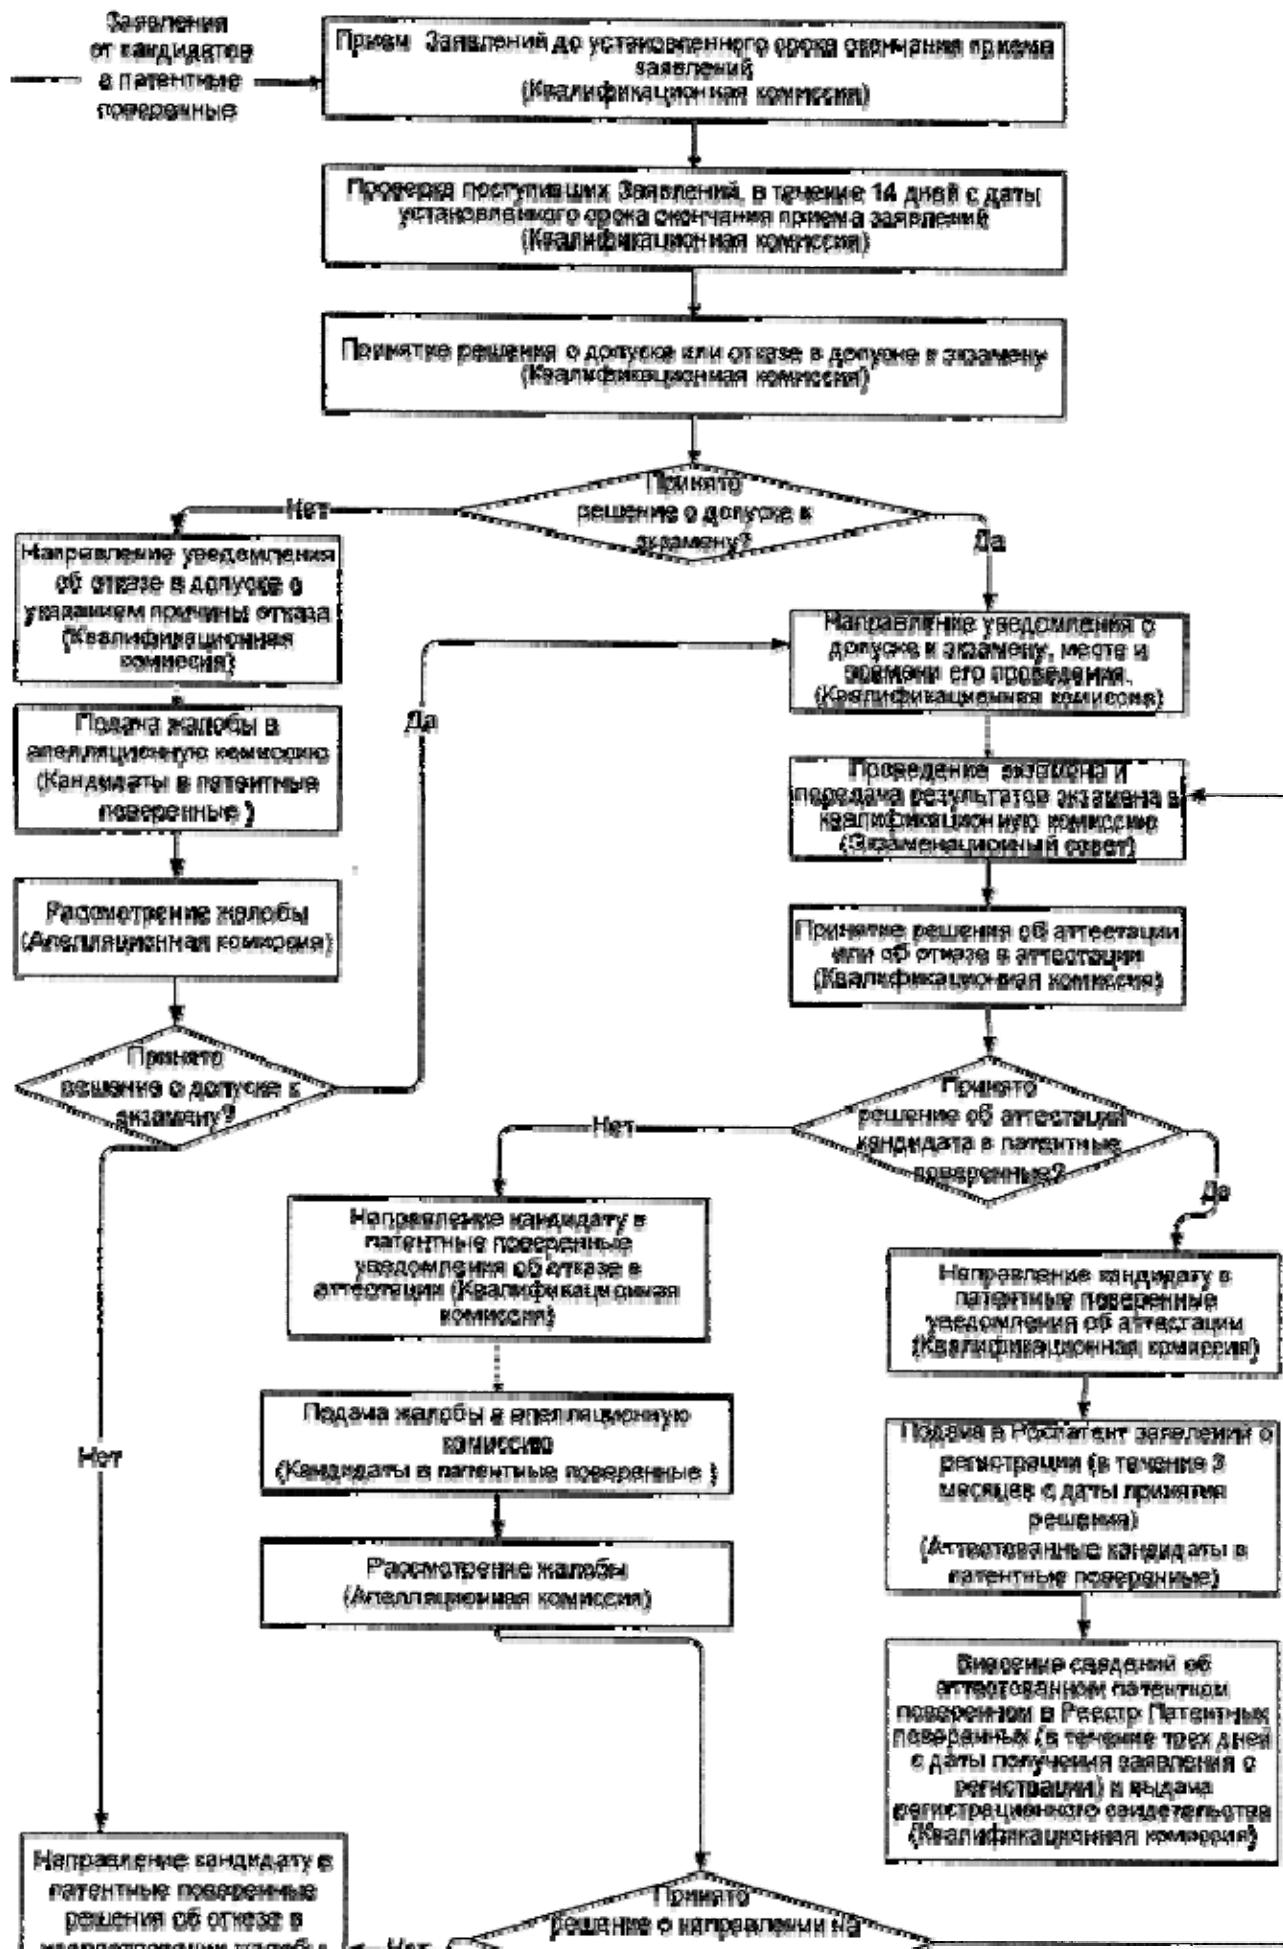 Заявления
от кандидатов
в патентные
поверенные
Прием Заявлений до установленного срока окончания приема
заявлений
(Квалификационная комиссия)
Проверка поступивших Заявлений, в течение 14 дней с даты
установленного срока окончания приема заявлений
(Квалификационная комиссия)
Принятие решения о допуске или отказе в допуске к экзамену
(Квалификационная комиссия)
Принято
решение о допуске к
экзамену?
Нет
Да
Направление уведомления
об отказе в допуске с
указанием причины отказа
(Квалификационная
комиссия)
Направление уведомления о
допуске к экзамену, месте и
времени его проведения.
(Квалификационная комиссия)
Да
Подача жалобы в
апелляционную комиссию
(Кандидаты в патентные
поверенные )
Проведение экзамена и
передача результатов экзамена в
квалификационную комиссию
(Экзаменационный совет)
Рассмотрение жалобы
(Апелляционная комиссия)
Принятие решения об аттестации
или об отказе в аттестации
(Квалификационная комиссия)
Принято
решение о допуске к
экзамену?
Принято
решение об аттестации
кандидата в патентные
поверенные?
Нет
Да
Направление кандидату в
патентные поверенные
уведомления об отказе в
аттестации (Квалификационная
комиссия)
Направление кандидату в
патентные поверенные
уведомления об аттестации
(Квалификационная комиссия)
Подача жалобы в апелляционную
комиссию
(Кандидаты в патентные поверенные )
Подача в Роспатент заявлений о
регистрации (в течение 3
месяцев с даты принятия
решения)
(Аттестованные кандидаты в
патентные поверенные)
Нет
Рассмотрение жалобы
(Апелляционная комиссия)
Внесение сведений об
аттестованном патентном
поверенном в Реестр Патентных
поверенных (в течение трех дней
с даты получения заявления о
регистрации) и выдача
регистрационного свидетельства
(Квалификационная комиссия)
Направление кандидату в
патентные поверенные
решения об отказе в
удовлетворении жалобы
Нет
Принято
решение о направлении на